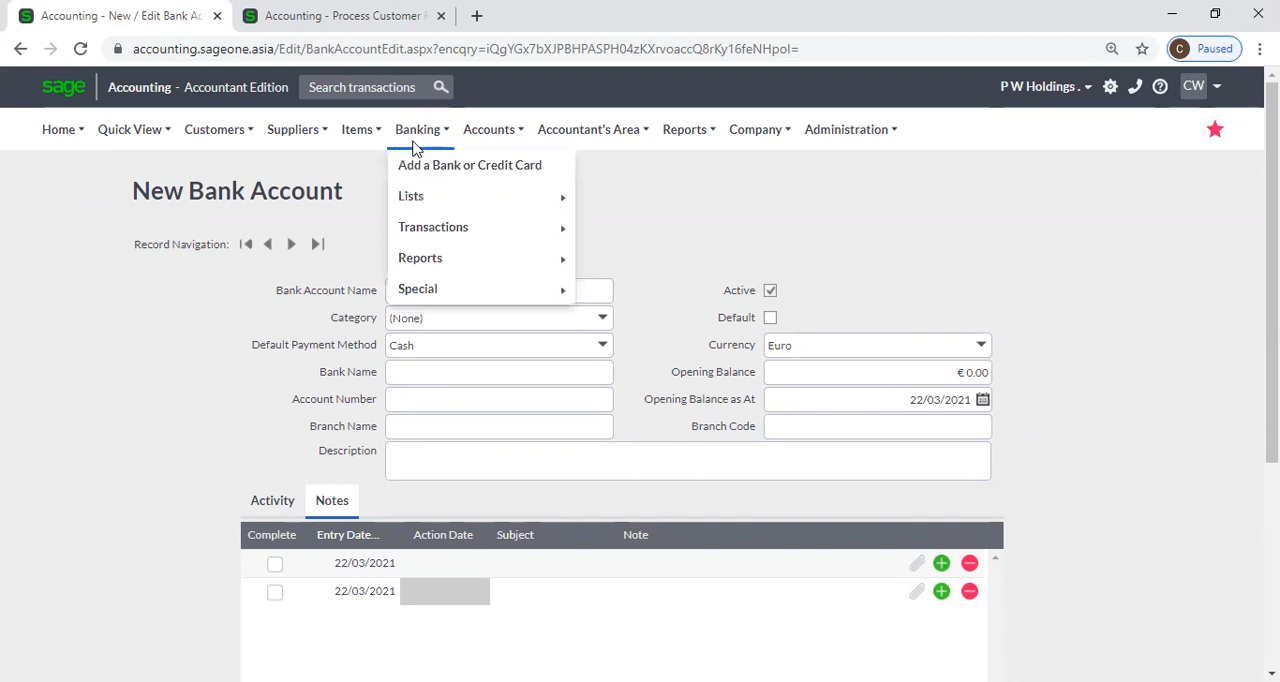 Accounting - New / Edit Bank Ac
Accounting - Process Customer R
accounting.sageone.asia/Edit/BankAccountEdit.aspx?encqry=iQgYGx7bXJPBHPASPH04zKXrvoaccQ8rKy16feNHpoI=
C Paused
sage Accounting - Accountant Edition Search transactions P W Holdings . CW
Home Quick View Customers Suppliers Items Banking Accounts Accountant's Area Reports Company Administration
Add a Bank or Credit Card
Lists
Transactions
Reports
Special
New Bank Account
Record Navigation:
Bank Account Name Active
Category (None) Default
Default Payment Method Cash Currency Euro
Bank Name Opening Balance € 0.00
Account Number Opening Balance as At 22/03/2021
Branch Name Branch Code
Description
Activity Notes
Complete Entry Date... Action Date Subject Note
22/03/2021
22/03/2021